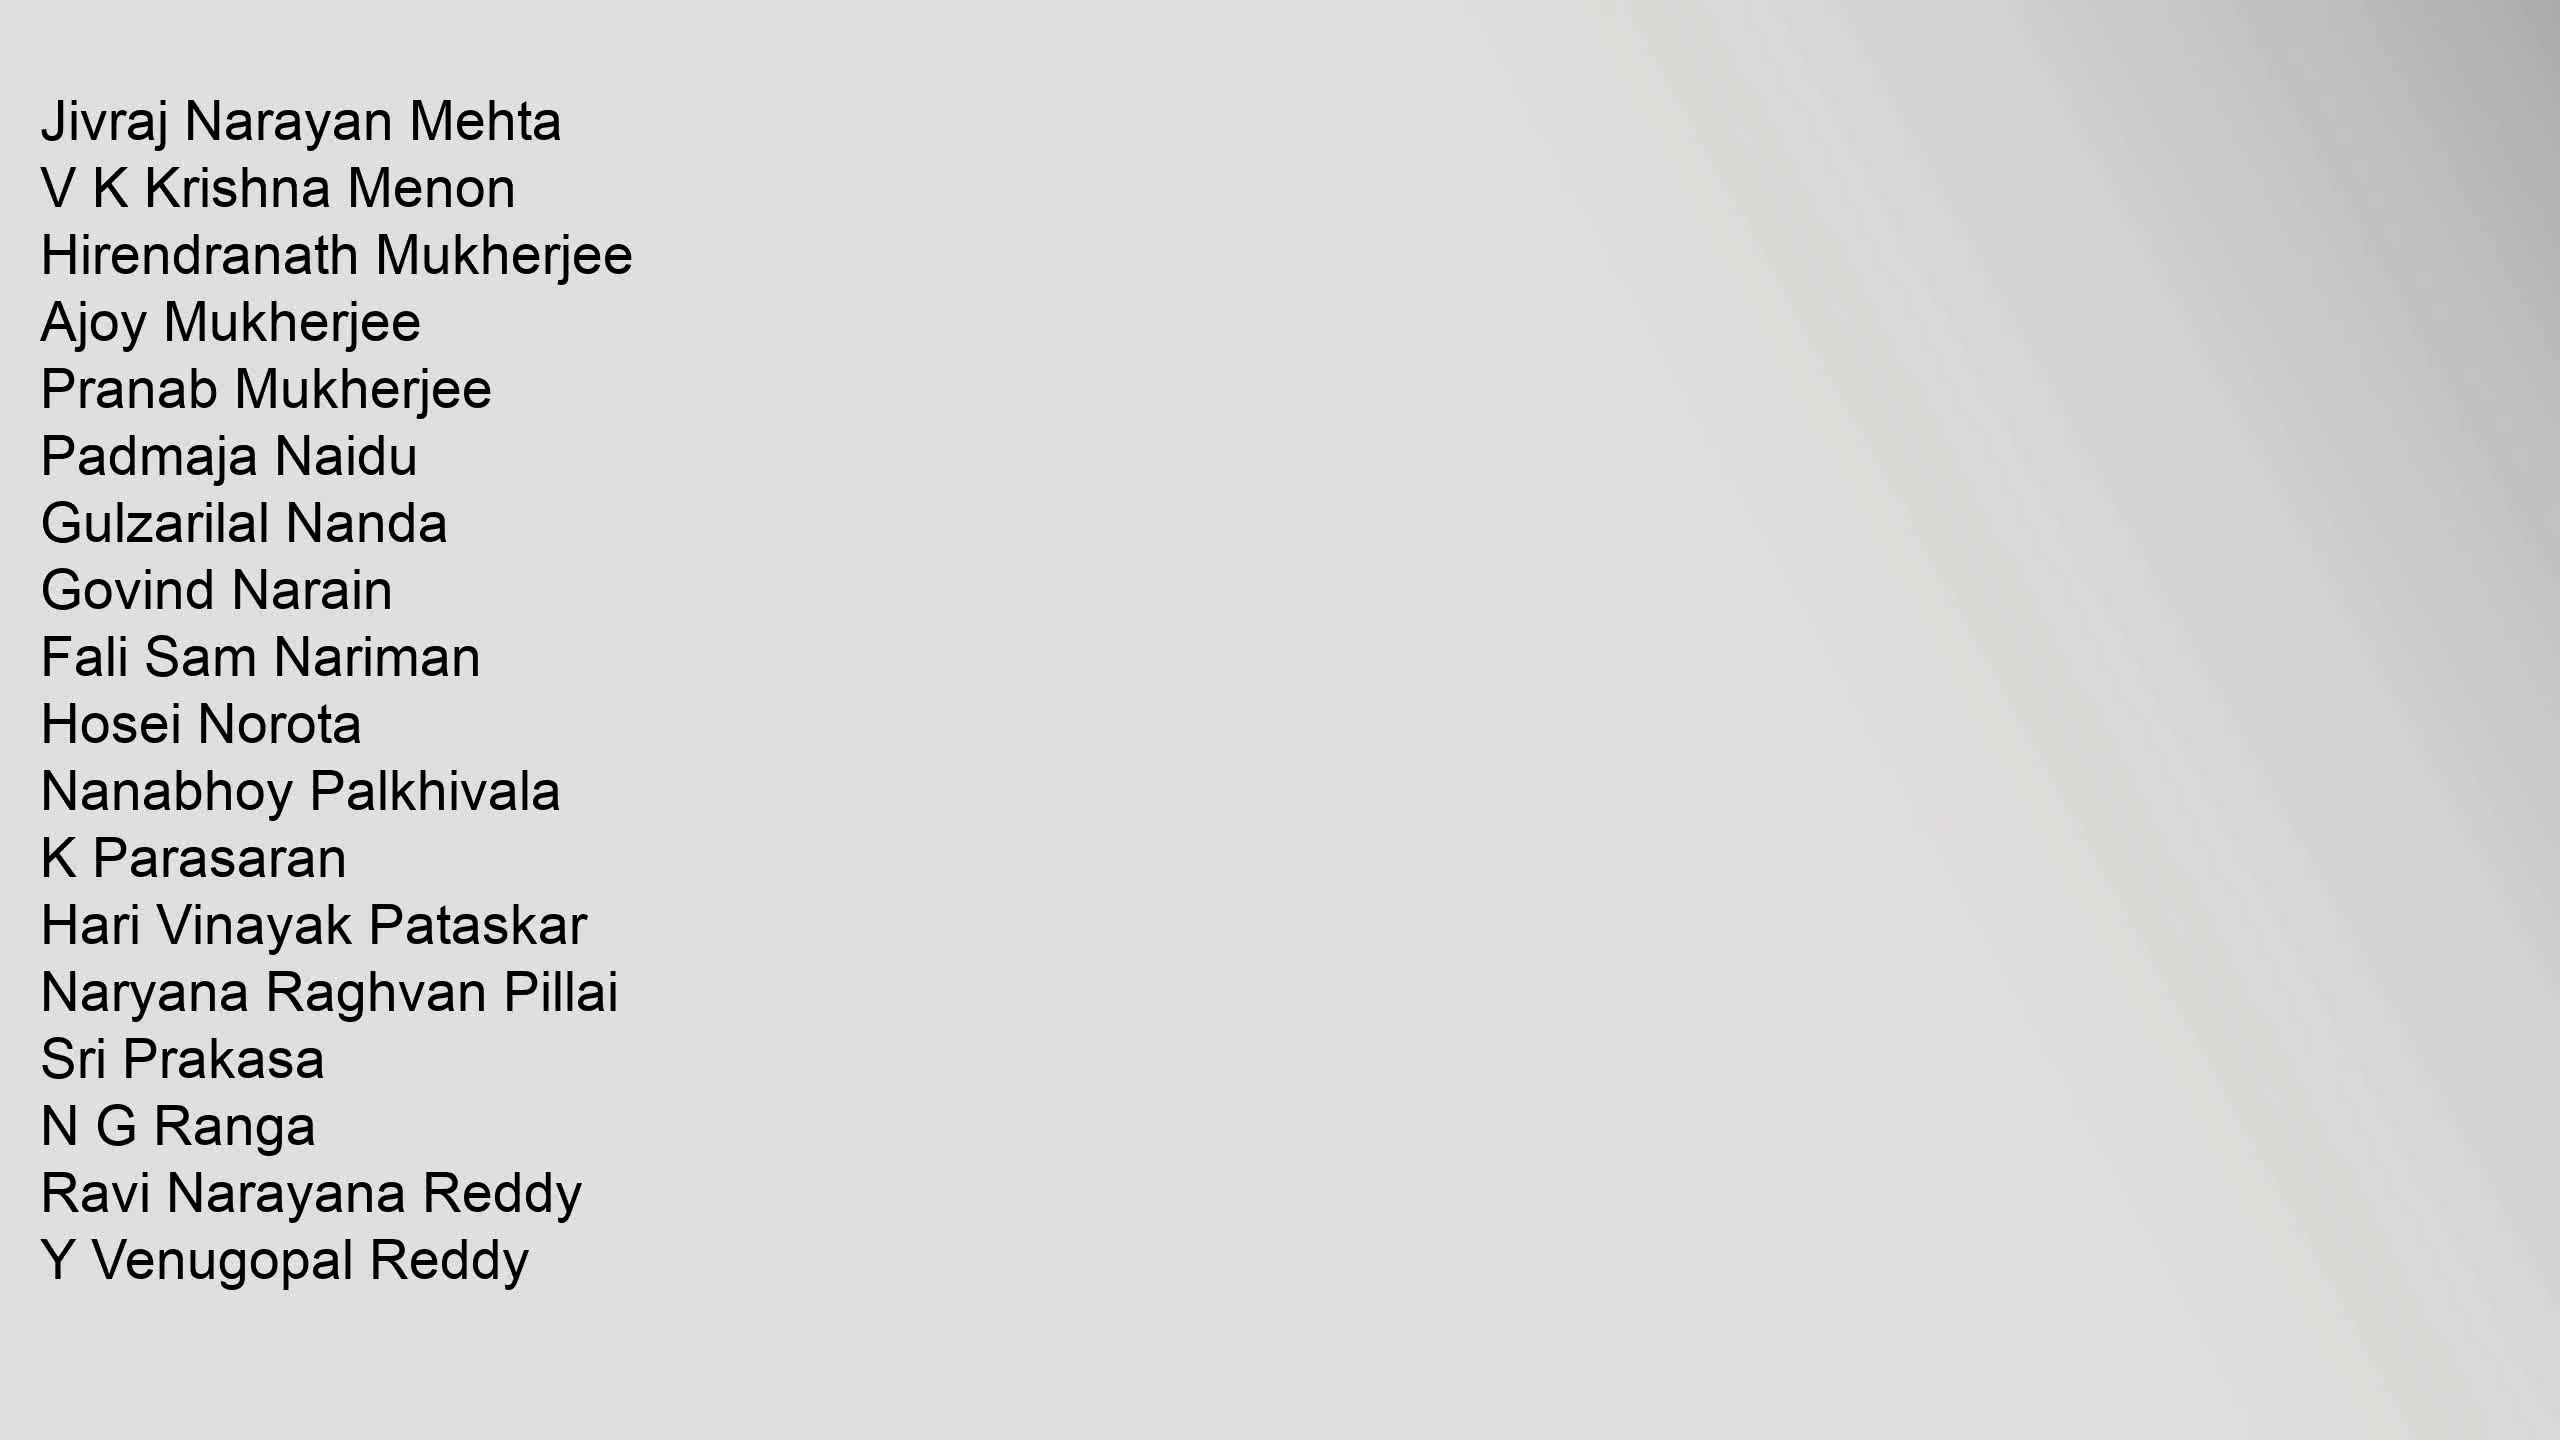 Jivraj Narayan Mehta
V K Krishna Menon
Hirendranath Mukherjee
Ajoy Mukherjee
Pranab Mukherjee
Padmaja Naidu
Gulzarilal Nanda
Govind Narain
Fali Sam Nariman
Hosei Norota
Nanabhoy Palkhivala
K Parasaran
Hari Vinayak Pataskar
Naryana Raghvan Pillai
Sri Prakasa
N G Ranga
Ravi Narayana Reddy
Y Venugopal Reddy